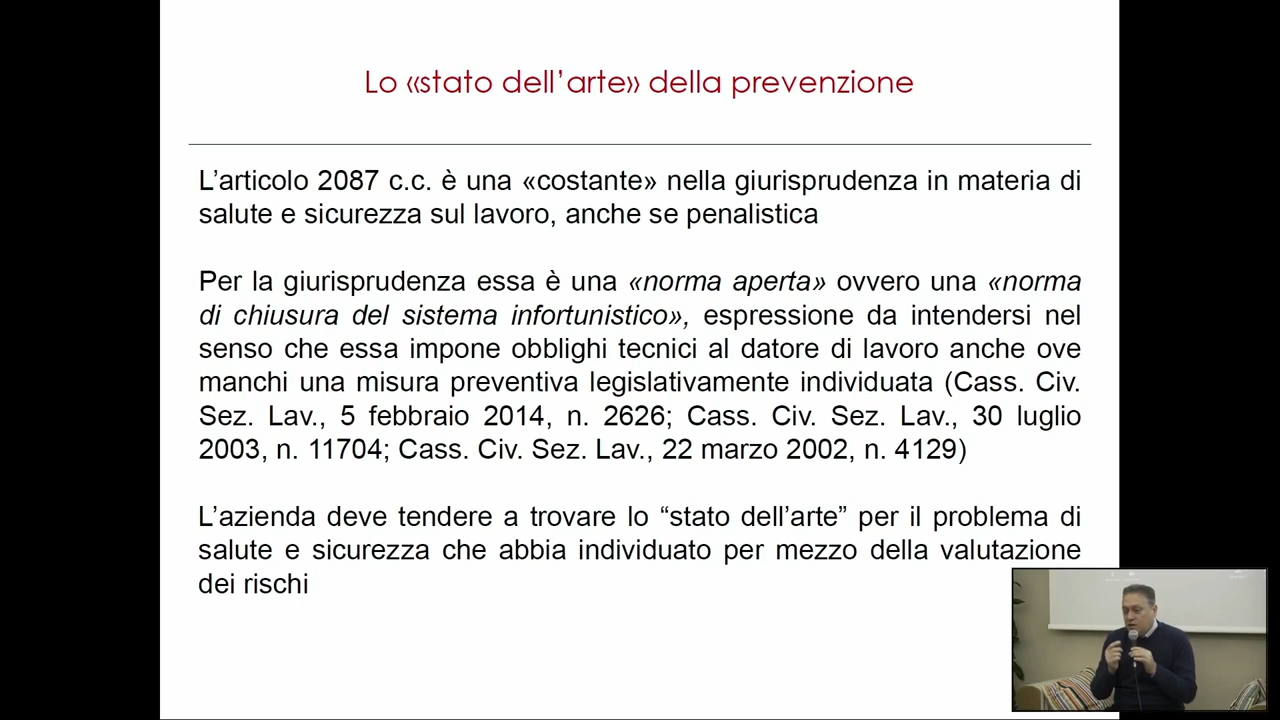 Lo «stato dell’arte» della prevenzione
L’articolo 2087 c.c. è una «costante» nella giurisprudenza in materia di
salute e sicurezza sul lavoro, anche se penalistica
Per la giurisprudenza essa è una «norma aperta» ovvero una «norma
di chiusura del sistema infortunistico», espressione da intendersi nel
senso che essa impone obblighi tecnici al datore di lavoro anche ove
manchi una misura preventiva legislativamente individuata (Cass. Civ.
Sez. Lav., 5 febbraio 2014, n. 2626; Cass. Civ. Sez. Lav., 30 luglio
2003, n. 11704; Cass. Civ. Sez. Lav., 22 marzo 2002, n. 4129)
L’azienda deve tendere a trovare lo “stato dell’arte” per il problema di
salute e sicurezza che abbia individuato per mezzo della valutazione
dei rischi